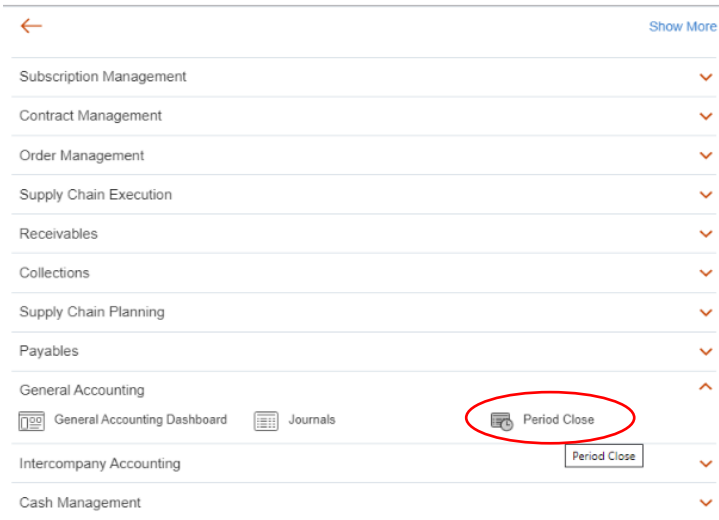 Show More
Subscription Management
Contract Management
Order Management
Supply Chain Execution
Receivables
Collections
Supply Chain Planning
Payables
General Accounting
General Accounting Dashboard Journals Period Close
Period Close
Intercompany Accounting
Cash Management